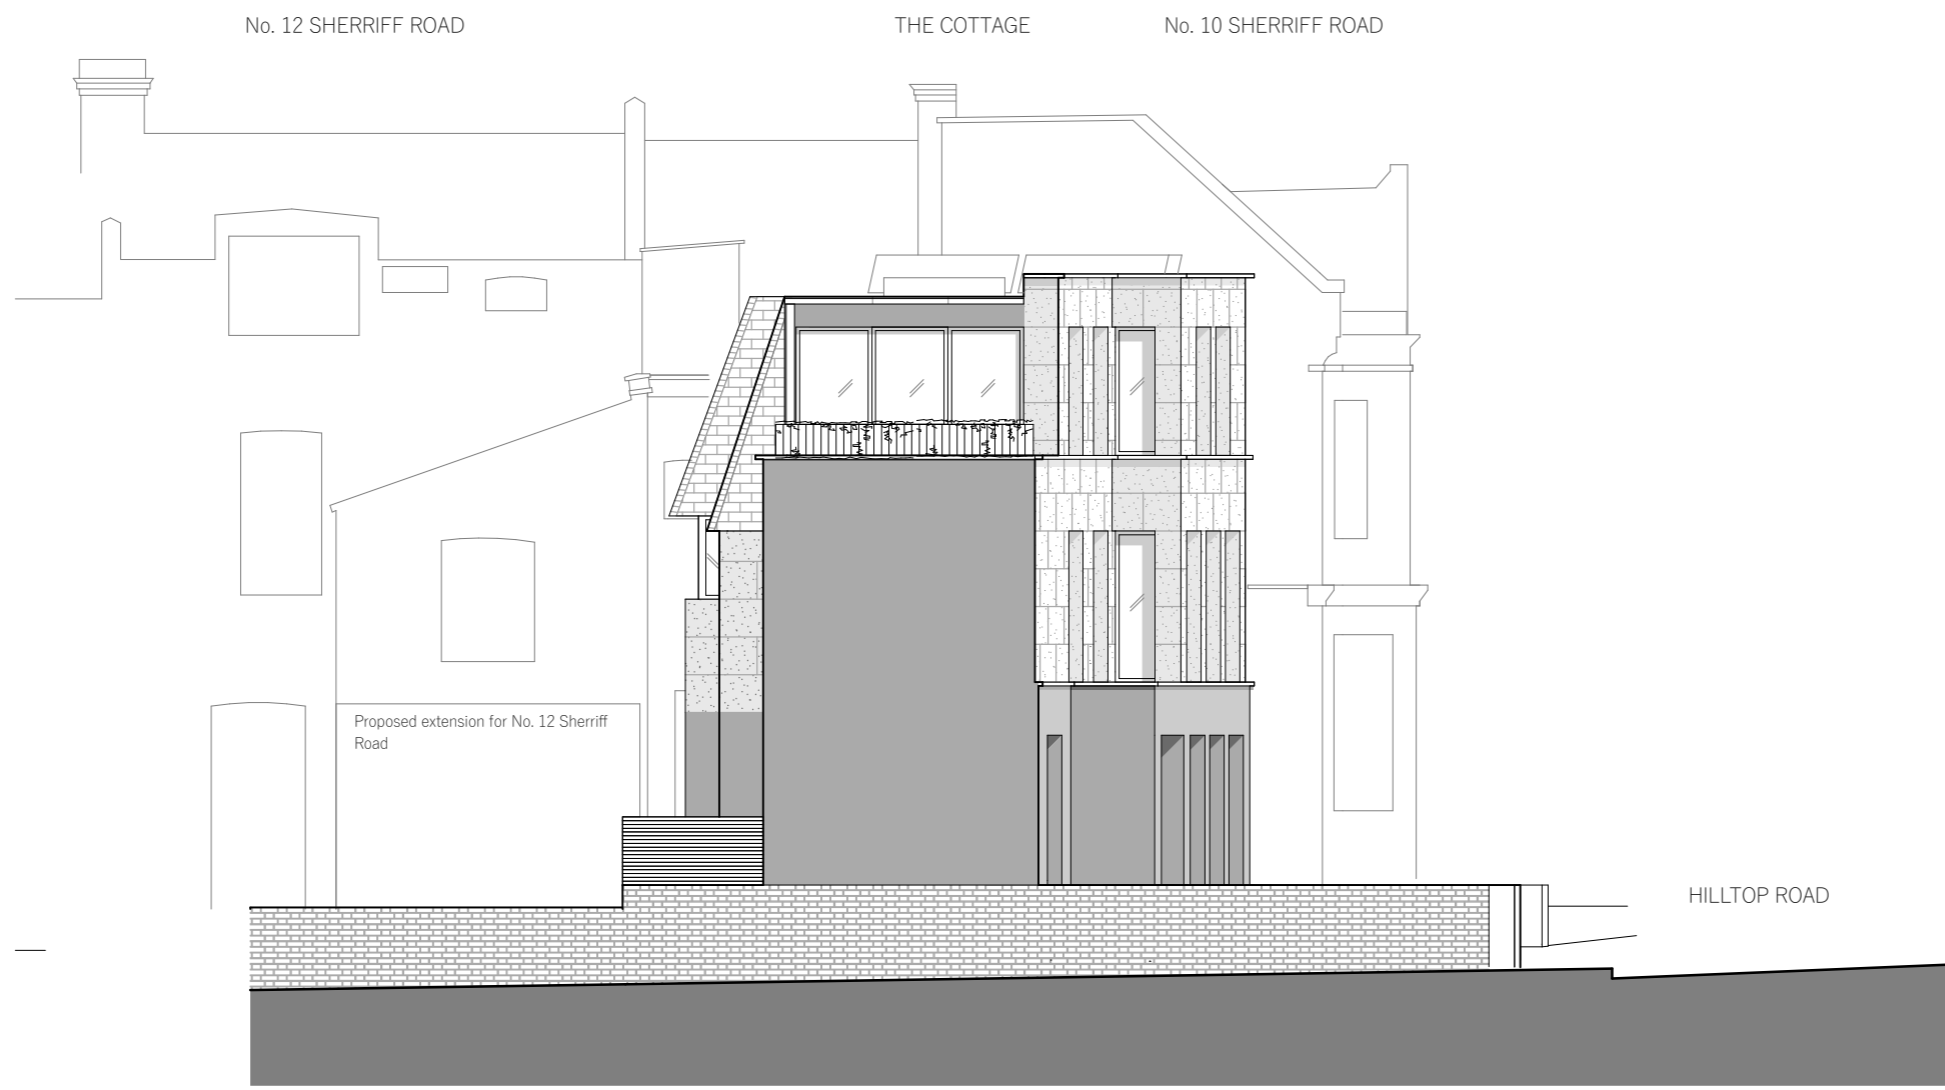 No. 12 SHERRIFF ROAD
THE COTTAGE
No. 10 SHERRIFF ROAD
Proposed extension for No. 12 Sherriff
Road
HILLTOP ROAD